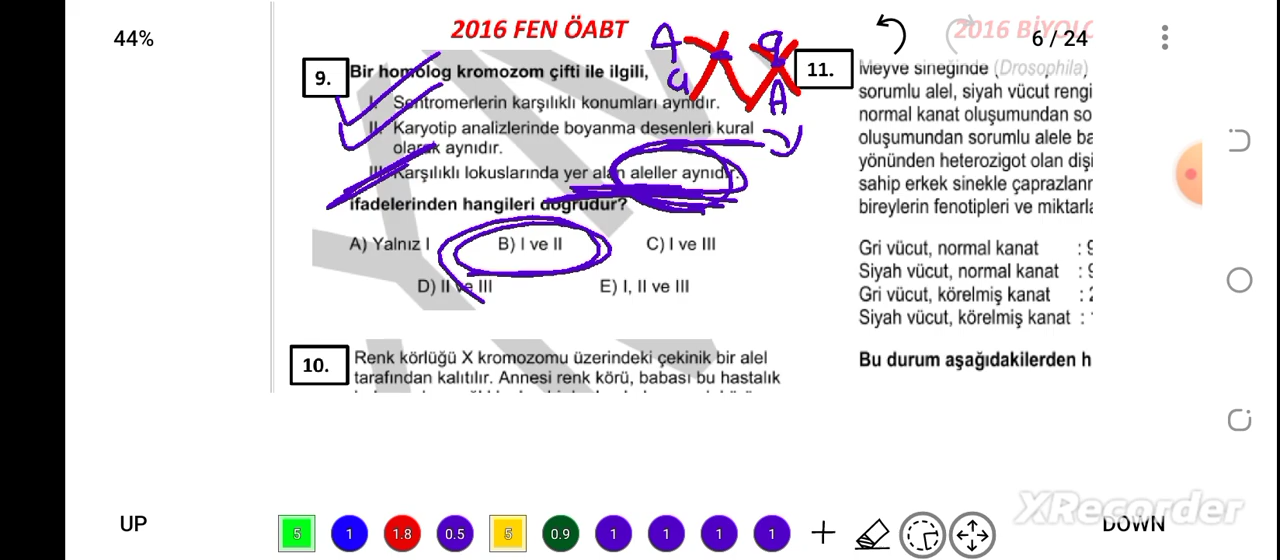 44%
2016 FEN ÖABT
2016 BİYOLO
6 / 24
A
a
a
A
9.
Bir homolog kromozom çifti ile ilgili,
I. Sentromerlerin karşılıklı konumları aynıdır.
II. Karyotip analizlerinde boyanma desenleri kural
olarak aynıdır.
III. Karşılıklı lokuslarında yer alan aleller aynıdır.
ifadelerinden hangileri doğrudur?
A) Yalnız I
B) I ve II
C) I ve III
D) II ve III
E) I, II ve III
10.
Renk körlüğü X kromozomu üzerindeki çekinik bir alel
tarafından kalıtılır. Annesi renk körü, babası bu hastalık
11.
Meyve sineğinde (Drosophila)
sorumlu alel, siyah vücut rengi
normal kanat oluşumundan so
oluşumundan sorumlu alele ba
yönünden heterozigot olan dişi
sahip erkek sinekle çaprazlanr
bireylerin fenotipleri ve miktarla
Gri vücut, normal kanat : 9
Siyah vücut, normal kanat : 9
Gri vücut, körelmiş kanat : 2
Siyah vücut, körelmiş kanat :
Bu durum aşağıdakilerden h
XRecorder
UP
5
1
1.8
0.5
5
0.9
1
1
1
1
DOWN